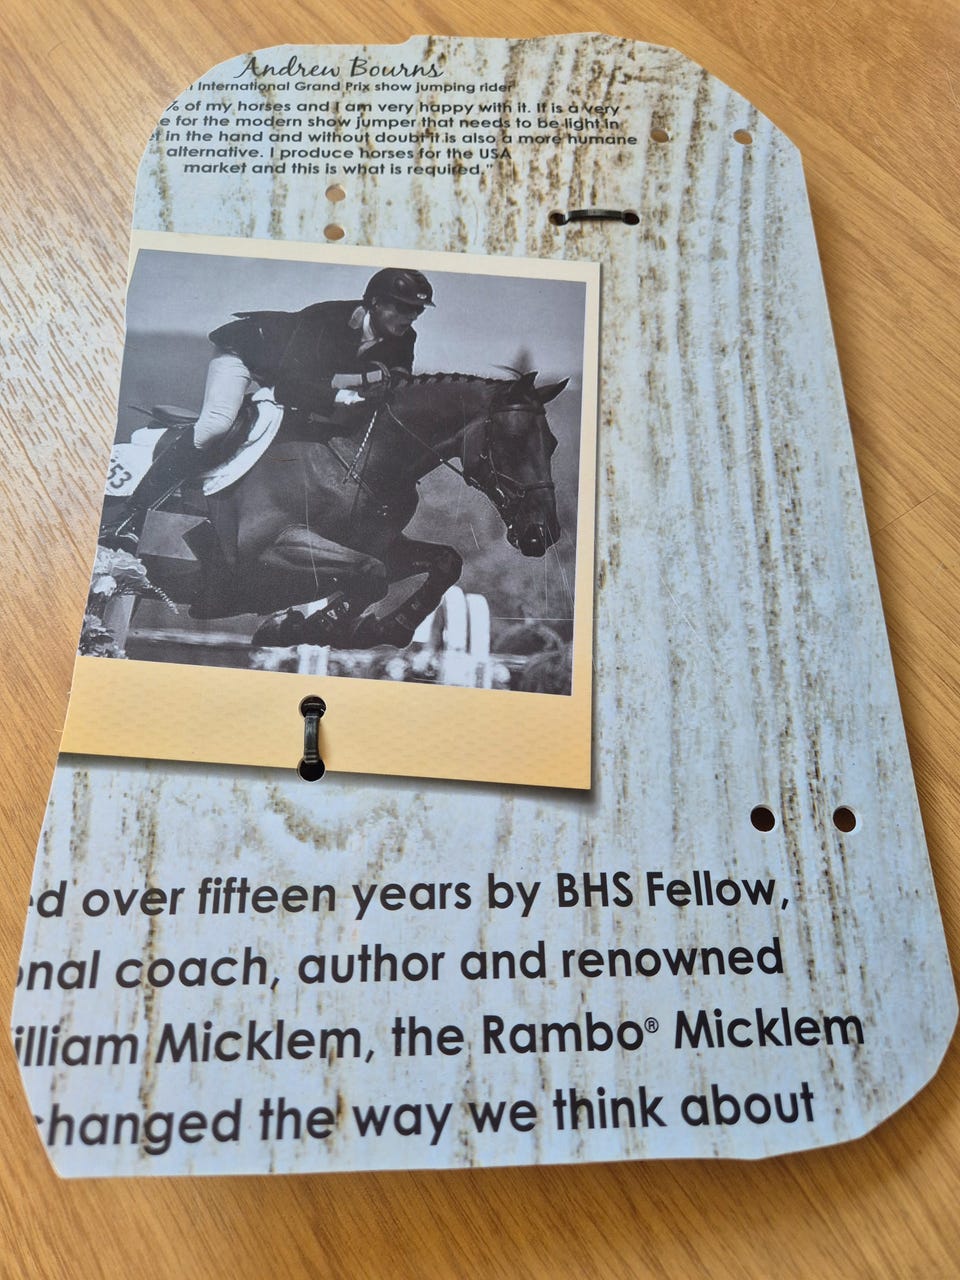 Andrew Bourns
International Grand Prix show jumping rider
% of my horses and I am very happy with it. It is a very
e for the modern show jumper that needs to be light in
in the hand and without doubt it is also a more humane
alternative. I produce horses for the USA
market and this is what is required."
53
ed over fifteen years by BHS Fellow,
onal coach, author and renowned
illiam Micklem, the Rambo® Micklem
changed the way we think about